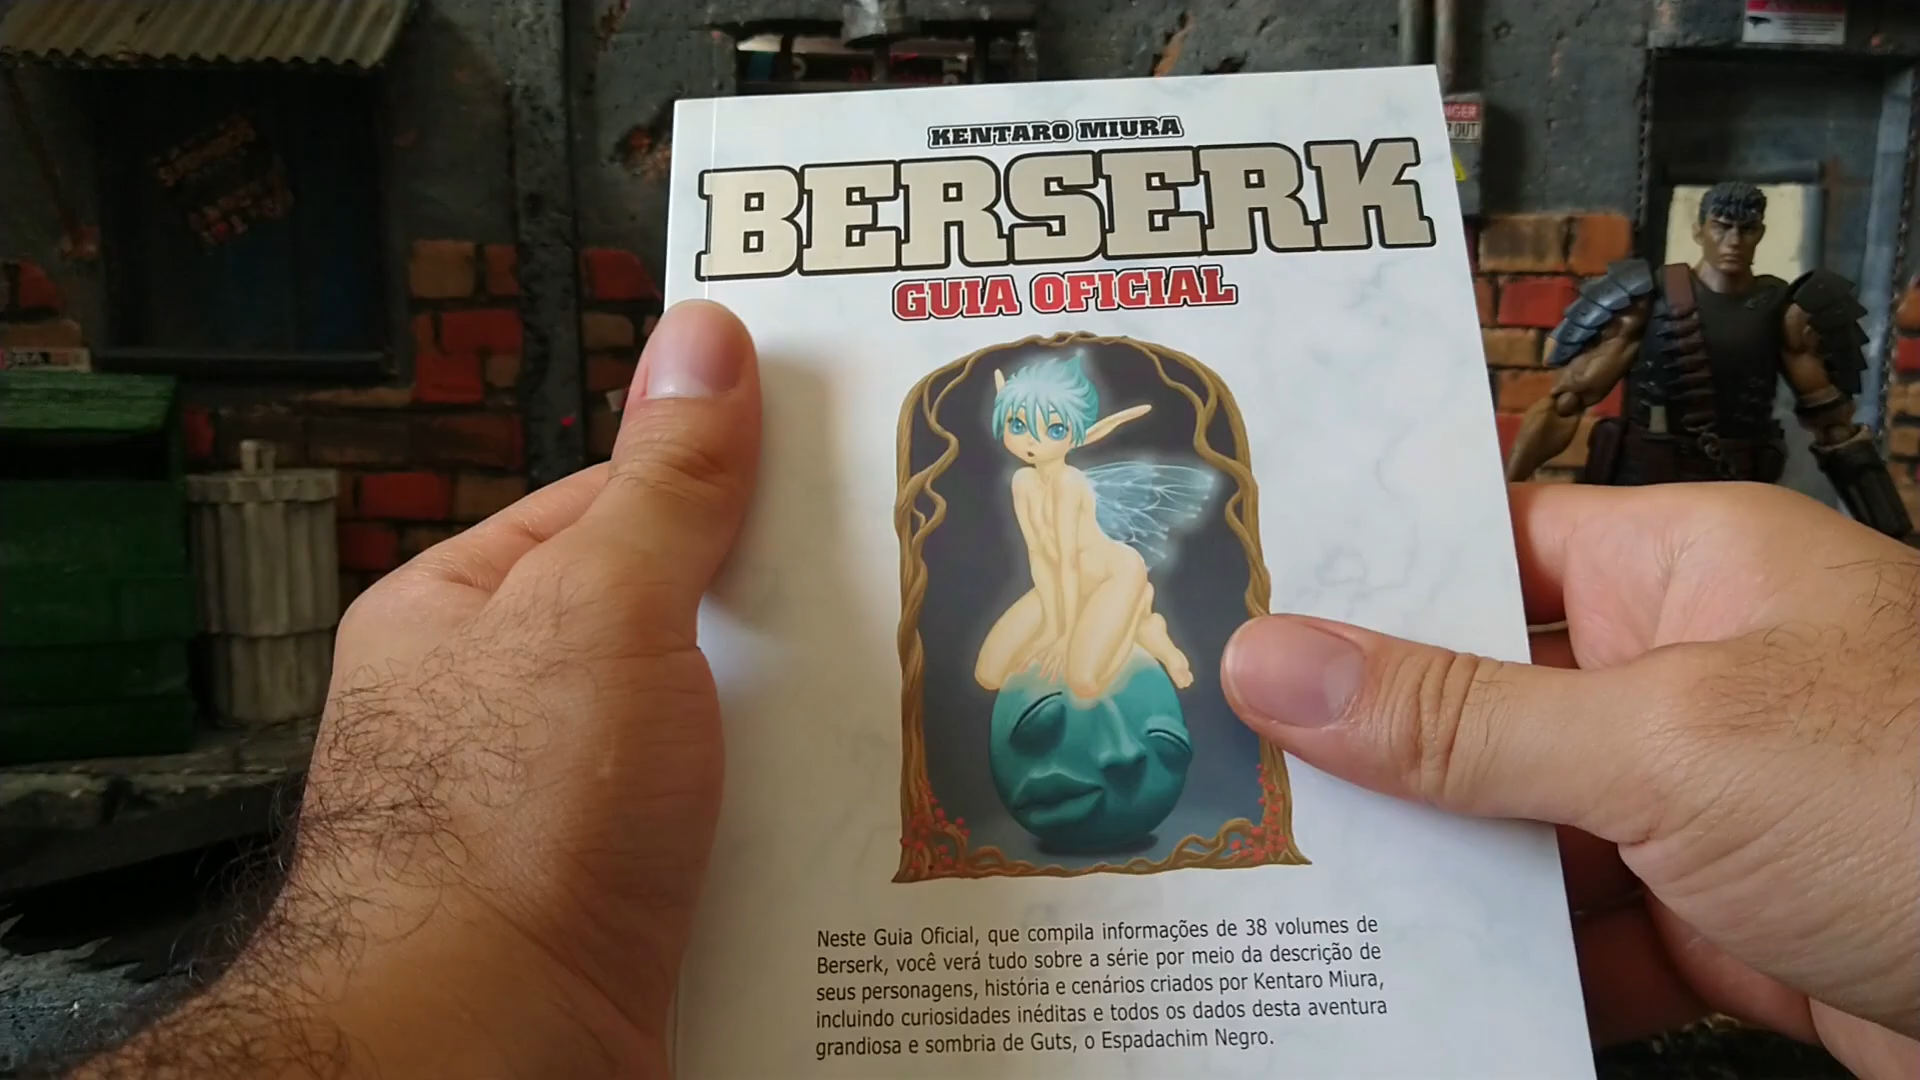 KENTARO MIURA
BERSERK
GUIA OFICIAL
Neste Guia Oficial, que compila informações de 38 volumes de
Berserk, você verá tudo sobre a série por meio da descrição de
seus personagens, história e cenários criados por Kentaro Miura,
incluindo curiosidades inéditas e todos os dados desta aventura
grandiosa e sombria de Guts, o Espadachim Negro.